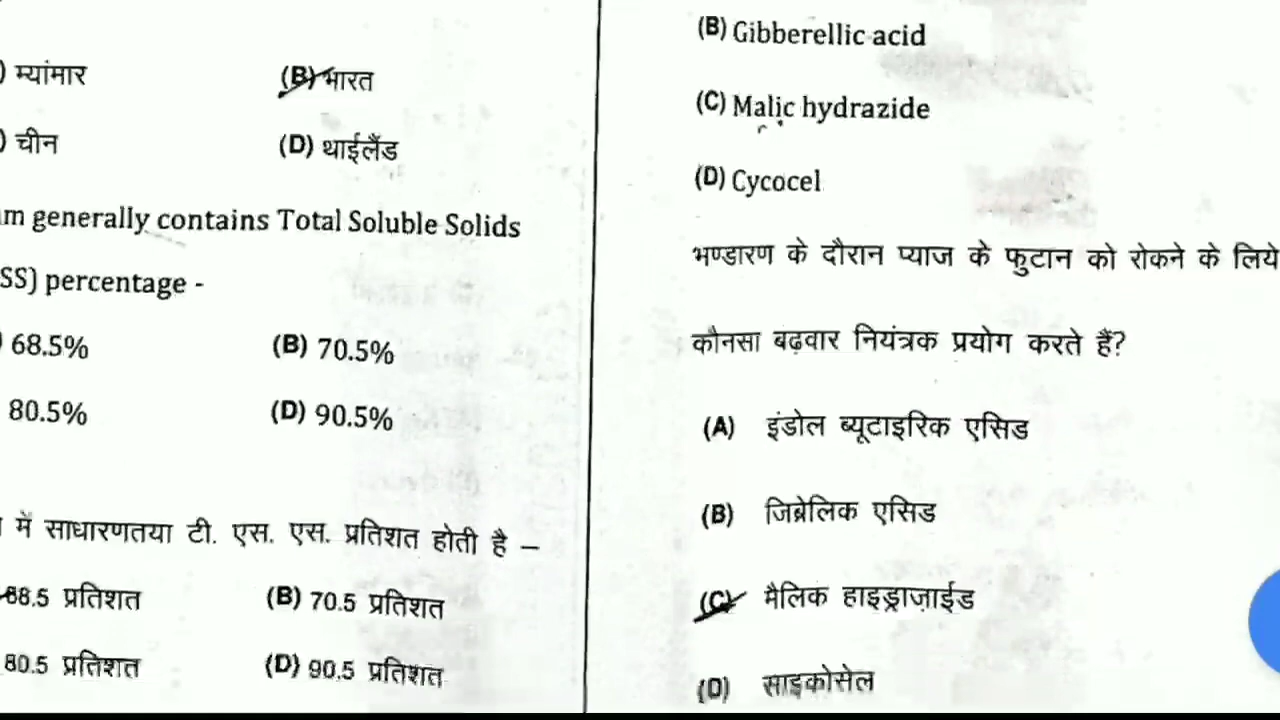 ) म्यांमार (B) भारत
) चीन (D) थाईलैंड
am generally contains Total Soluble Solids
SS) percentage -
) 68.5% (B) 70.5%
80.5% (D) 90.5%
में साधारणतया टी. एस. एस. प्रतिशत होती है –
68.5 प्रतिशत (B) 70.5 प्रतिशत
80.5 प्रतिशत (D) 90.5 प्रतिशत
(B) Gibberellic acid
(C) Malic hydrazide
(D) Cycocel
भण्डारण के दौरान प्याज के फुटान को रोकने के लिये
कौनसा बढ़वार नियंत्रक प्रयोग करते हैं?
(A) इंडोल ब्यूटाइरिक एसिड
(B) जिब्रेलिक एसिड
(C) मैलिक हाइड्राज़ाईड
(D) साइकोसेल